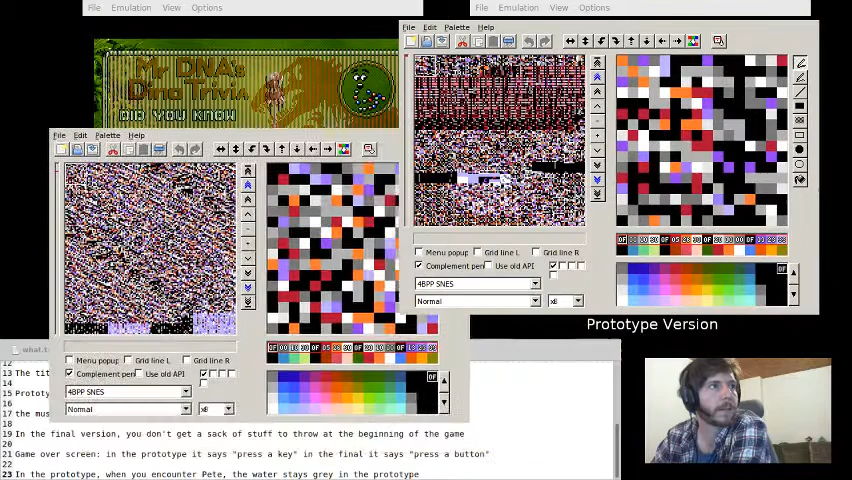 File Emulation View Options
File Emulation View Options
File Edit Palette Help
Mr DNA's
Dino Trivia
DID YOU KNOW
File Edit Palette Help
Menu popup Grid line L Grid line R
Complement pen Use old API
4BPP SNES
Normal x8
0F
Prototype Version
Menu popup Grid line L Grid line R
Complement pen Use old API
4BPP SNES
Normal x8
0F
what.t
12
13 The tit
14
15 Protot
17 the mus
18
19 In the final version, you don't get a sack of stuff to throw at the beginning of the game
20
21 Game over screen: in the prototype it says "press a key" in the final it says "press a button"
22
23 In the prototype, when you encounter Pete, the water stays grey in the prototype